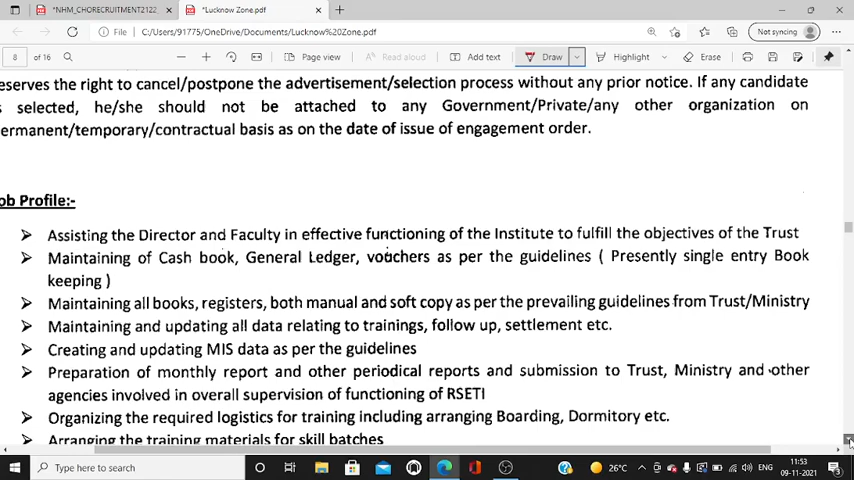 *NHM_CHORECRUITMENT2122
*Lucknow Zone.pdf
File
C:/Users/91775/OneDrive/Documents/Lucknow%20Zone.pdf
Not syncing
8 of 16
Page view
Read aloud
Add text
Draw
Highlight
Erase
eserves the right to cancel/postpone the advertisement/selection process without any prior notice. If any candidate
s selected, he/she should not be attached to any Government/Private/any other organization on
ermanent/temporary/contractual basis as on the date of issue of engagement order.
ob Profile:-
➢ Assisting the Director and Faculty in effective functioning of the Institute to fulfill the objectives of the Trust
➢ Maintaining of Cash book, General Ledger, vouchers as per the guidelines ( Presently single entry Book
keeping )
➢ Maintaining all books, registers, both manual and soft copy as per the prevailing guidelines from Trust/Ministry
➢ Maintaining and updating all data relating to trainings, follow up, settlement etc.
➢ Creating and updating MIS data as per the guidelines
➢ Preparation of monthly report and other periodical reports and submission to Trust, Ministry and other
agencies involved in overall supervision of functioning of RSETI
➢ Organizing the required logistics for training including arranging Boarding, Dormitory etc.
➢ Arranging the training materials for skill batches
Type here to search
26°C
ENG
11:53
09-11-2021
3